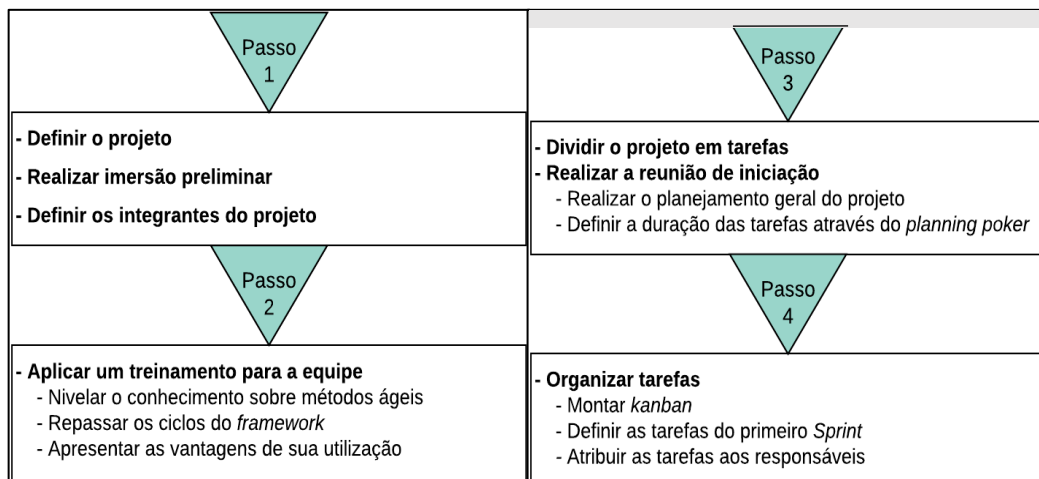 Passo
1
- Definir o projeto
- Realizar imersão preliminar
- Definir os integrantes do projeto
Passo
2
- Aplicar um treinamento para a equipe
- Nivelar o conhecimento sobre métodos ágeis
- Repassar os ciclos do framework
- Apresentar as vantagens de sua utilização
Passo
3
- Dividir o projeto em tarefas
- Realizar a reunião de iniciação
- Realizar o planejamento geral do projeto
- Definir a duração das tarefas através do planning poker
Passo
4
- Organizar tarefas
- Montar kanban
- Definir as tarefas do primeiro Sprint
- Atribuir as tarefas aos responsáveis